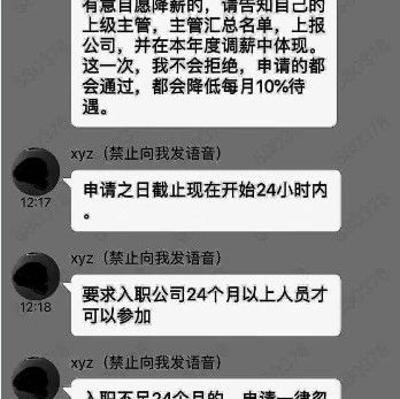 有意自愿降薪的，请告知自己的
上级主管，主管汇总名单，上报
公司，并在本年度调薪中体现。
这一次，我不会拒绝，申请的都
会通过，都会降低每月10%待
遇。
xyz（禁止向我发语音）
12:17
申请之日截止现在开始24小时内
。
xyz（禁止向我发语音）
12:18
要求入职公司24个月以上人员才
可以参加
xyz（禁止向我发语音）
入职不足24个月的，申请一律忽